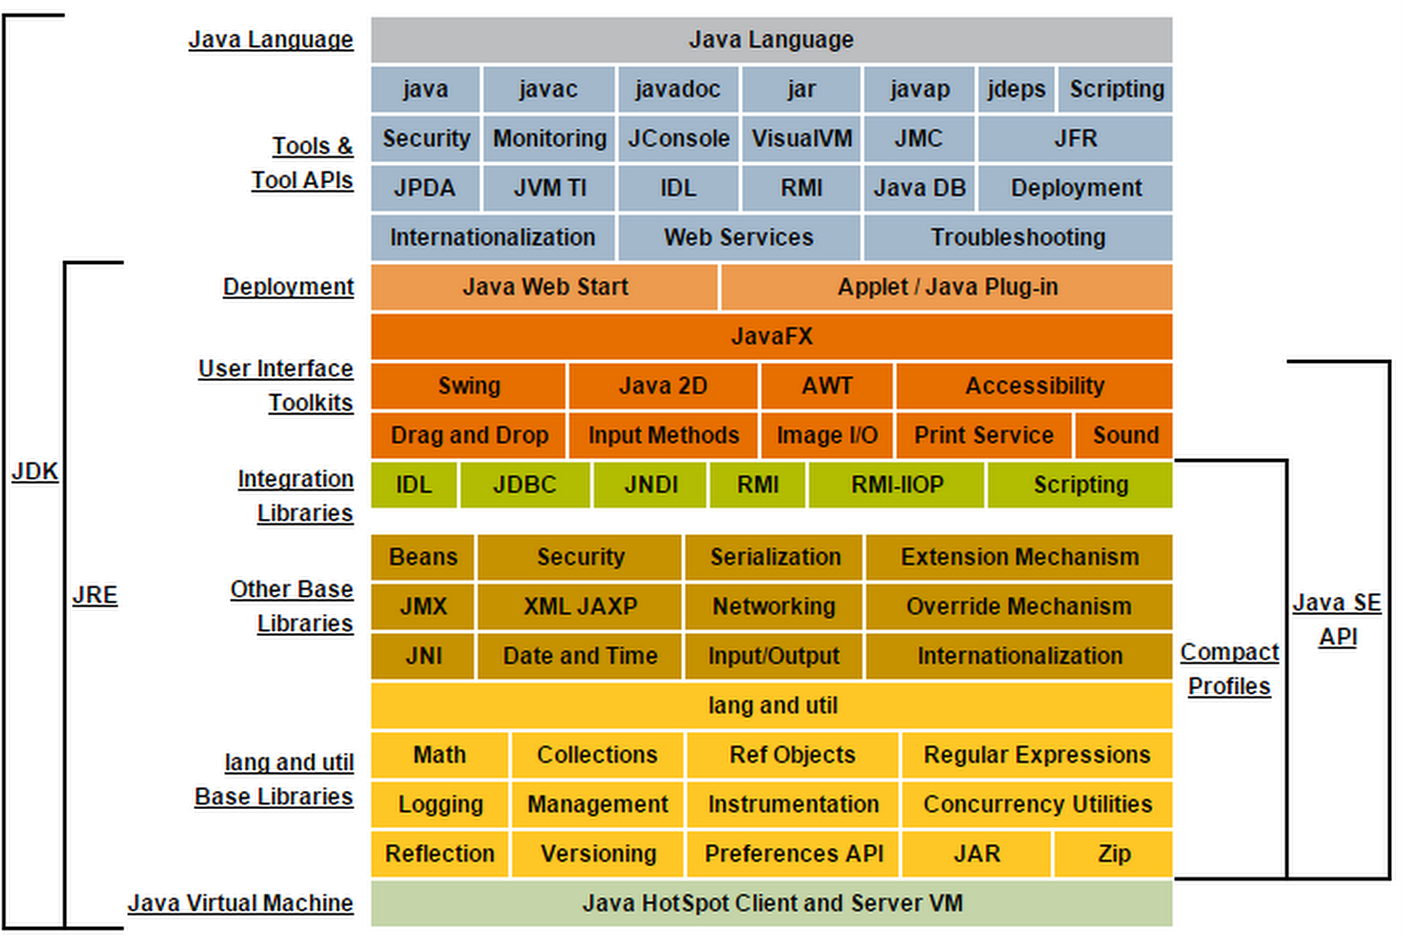 Java Language Java Language
java javac javadoc jar javap jdeps Scripting
Security Monitoring JConsole VisualVM JMC JFR
Tools &
Tool APIs
JPDA JVM TI IDL RMI Java DB Deployment
Internationalization Web Services Troubleshooting
Deployment Java Web Start Applet / Java Plug-in
JavaFX
User Interface
Toolkits
Swing Java 2D AWT Accessibility
Drag and Drop Input Methods Image I/O Print Service Sound
JDK
Integration
Libraries
IDL JDBC JNDI RMI RMI-IIOP Scripting
Beans Security Serialization Extension Mechanism
JRE
Other Base
Libraries
JMX XML JAXP Networking Override Mechanism
Java SE
API
JNI Date and Time Input/Output Internationalization
Compact
Profiles
lang and util
lang and util
Base Libraries
Math Collections Ref Objects Regular Expressions
Logging Management Instrumentation Concurrency Utilities
Reflection Versioning Preferences API JAR Zip
Java Virtual Machine Java HotSpot Client and Server VM